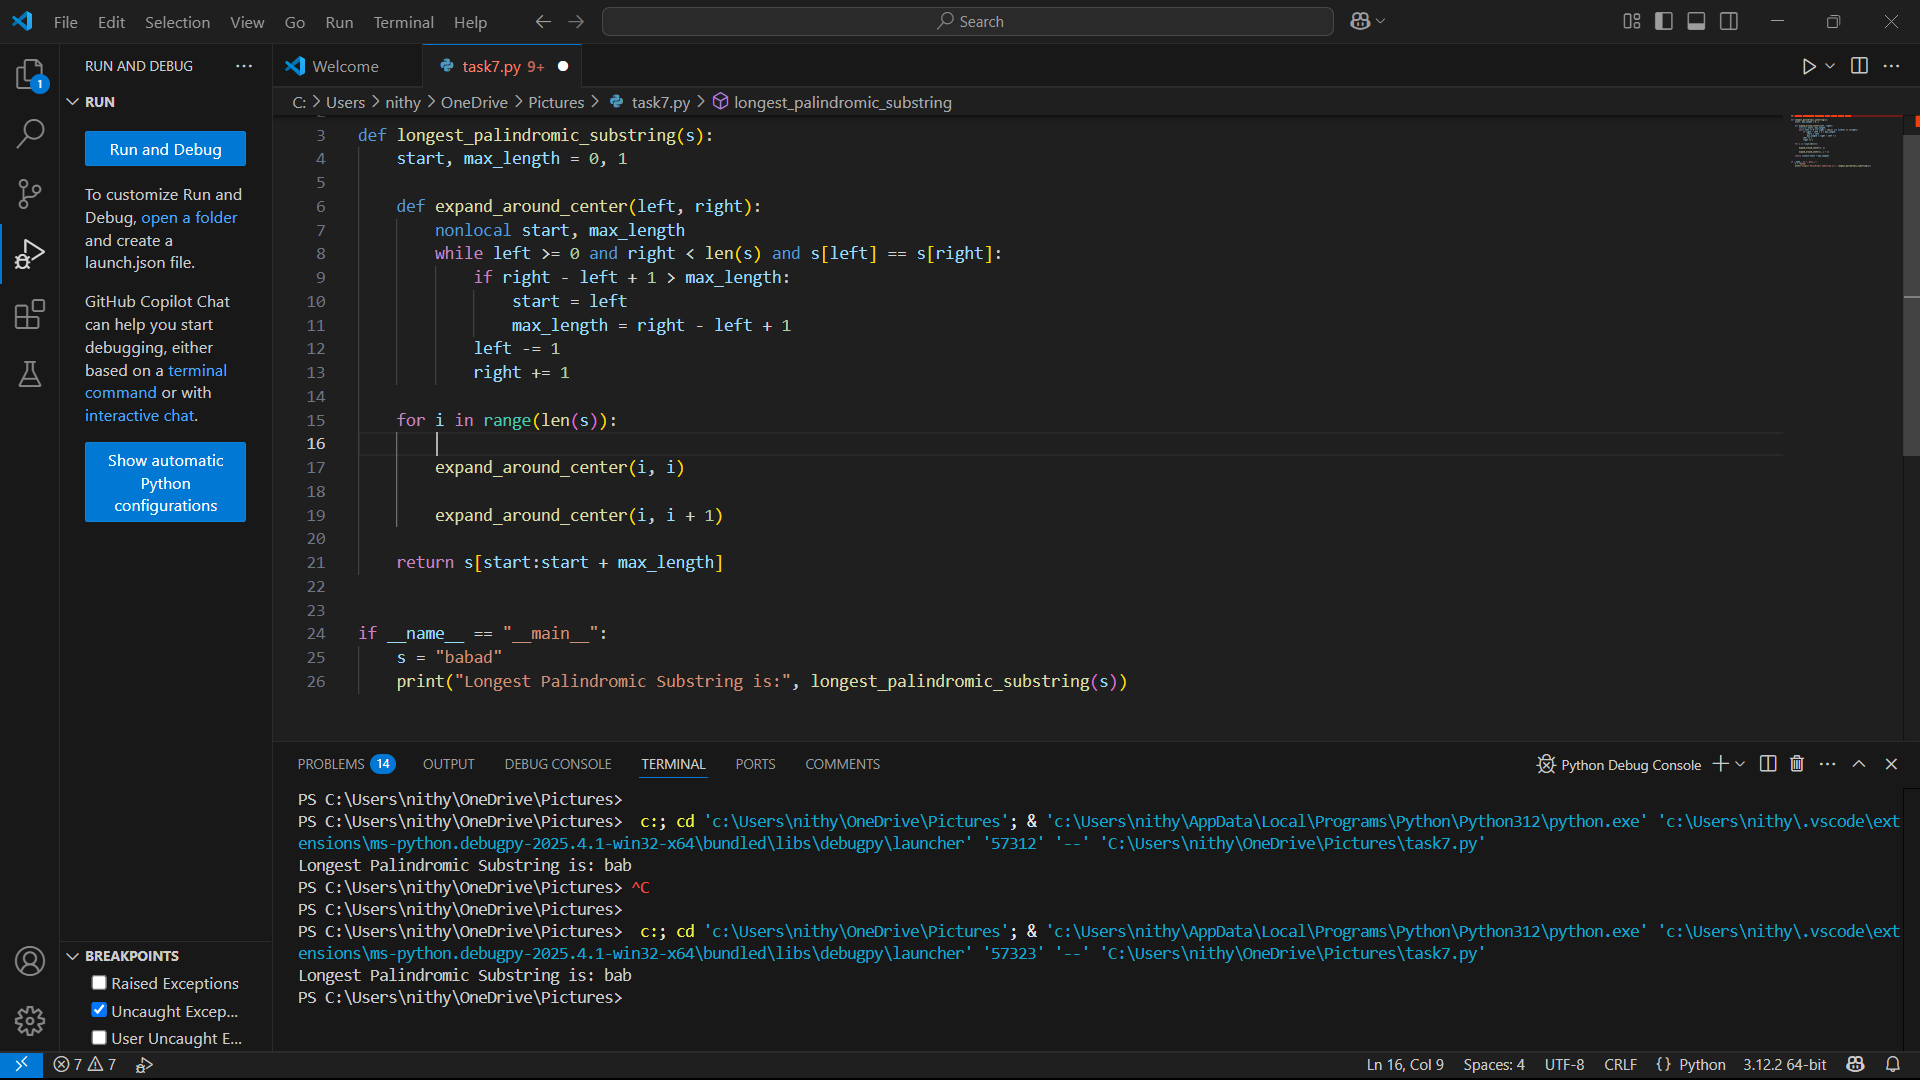 File Edit Selection View Go Run Terminal Help
Search
RUN AND DEBUG
Welcome
task7.py 9+
1
RUN
C: > Users > nithy > OneDrive > Pictures > task7.py > longest_palindromic_substring
Run and Debug
To customize Run and
Debug, open a folder
and create a
launch.json file.
GitHub Copilot Chat
can help you start
debugging, either
based on a terminal
command or with
interactive chat.
Show automatic
Python
configurations
3 def longest_palindromic_substring(s):
4     start, max_length = 0, 1
5
6     def expand_around_center(left, right):
7         nonlocal start, max_length
8         while left >= 0 and right < len(s) and s[left] == s[right]:
9             if right - left + 1 > max_length:
10                 start = left
11                 max_length = right - left + 1
12             left -= 1
13             right += 1
14
15     for i in range(len(s)):
16
17         expand_around_center(i, i)
18
19         expand_around_center(i, i + 1)
20
21     return s[start:start + max_length]
22
23
24 if __name__ == "__main__":
25     s = "babad"
26     print("Longest Palindromic Substring is:", longest_palindromic_substring(s))
PROBLEMS 14 OUTPUT DEBUG CONSOLE TERMINAL PORTS COMMENTS
Python Debug Console
PS C:\Users\nithy\OneDrive\Pictures>
PS C:\Users\nithy\OneDrive\Pictures>  c:; cd 'c:\Users\nithy\OneDrive\Pictures'; & 'c:\Users\nithy\AppData\Local\Programs\Python\Python312\python.exe' 'c:\Users\nithy\.vscode\ext
ensions\ms-python.debugpy-2025.4.1-win32-x64\bundled\libs\debugpy\launcher' '57312' '--' 'C:\Users\nithy\OneDrive\Pictures\task7.py'
Longest Palindromic Substring is: bab
PS C:\Users\nithy\OneDrive\Pictures> ^C
PS C:\Users\nithy\OneDrive\Pictures>
PS C:\Users\nithy\OneDrive\Pictures>  c:; cd 'c:\Users\nithy\OneDrive\Pictures'; & 'c:\Users\nithy\AppData\Local\Programs\Python\Python312\python.exe' 'c:\Users\nithy\.vscode\ext
ensions\ms-python.debugpy-2025.4.1-win32-x64\bundled\libs\debugpy\launcher' '57323' '--' 'C:\Users\nithy\OneDrive\Pictures\task7.py'
Longest Palindromic Substring is: bab
PS C:\Users\nithy\OneDrive\Pictures>
BREAKPOINTS
Raised Exceptions
Uncaught Excep...
User Uncaught E...
7 7
Ln 16, Col 9 Spaces: 4 UTF-8 CRLF {} Python 3.12.2 64-bit